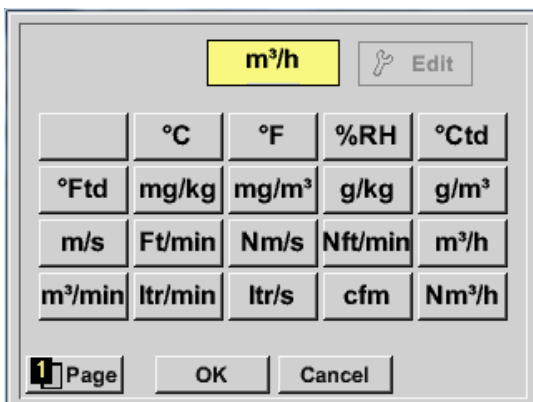 m³/h Edit
°C °F %RH °Ctd
°Ftd mg/kg mg/m³ g/kg g/m³
m/s Ft/min Nm/s Nft/min m³/h
m³/min ltr/min ltr/s cfm Nm³/h
1 Page OK Cancel